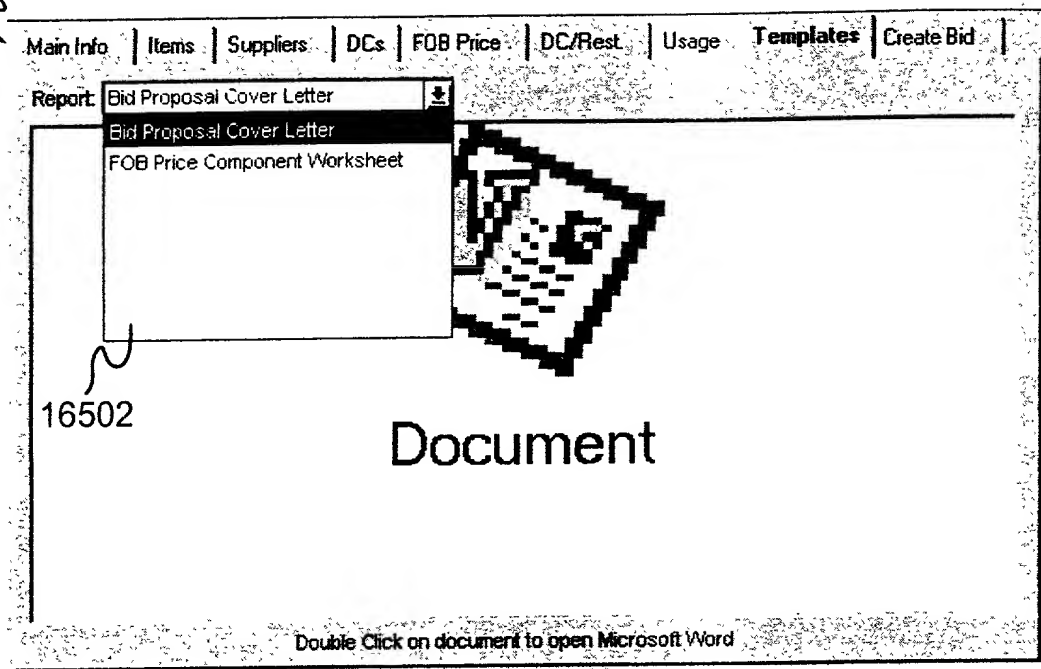 Main Info Items Suppliers DCs FOB Price DC/Rest. Usage Templates Create Bid
Report: Bid Proposal Cover Letter
Bid Proposal Cover Letter
FOB Price Component Worksheet
16502
Document
Double Click on document to open Microsoft Word